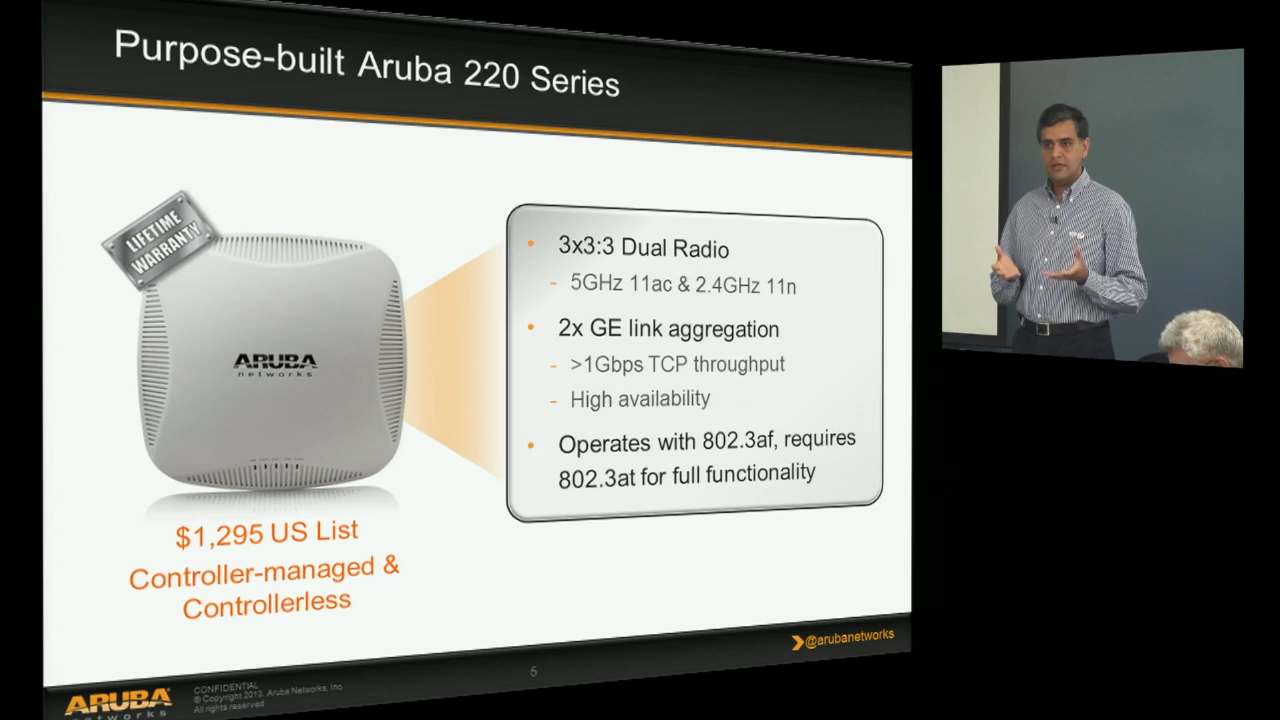 Purpose-built Aruba 220 Series
LIFETIME
WARRANTY
ARUBA
networks
$1,295 US List
Controller-managed &
Controllerless
• 3x3:3 Dual Radio
- 5GHz 11ac & 2.4GHz 11n
• 2x GE link aggregation
- >1Gbps TCP throughput
- High availability
• Operates with 802.3af, requires
802.3at for full functionality
@arubanetworks
5
ARUBA
networks
CONFIDENTIAL
© Copyright 2013. Aruba Networks, Inc.
All rights reserved